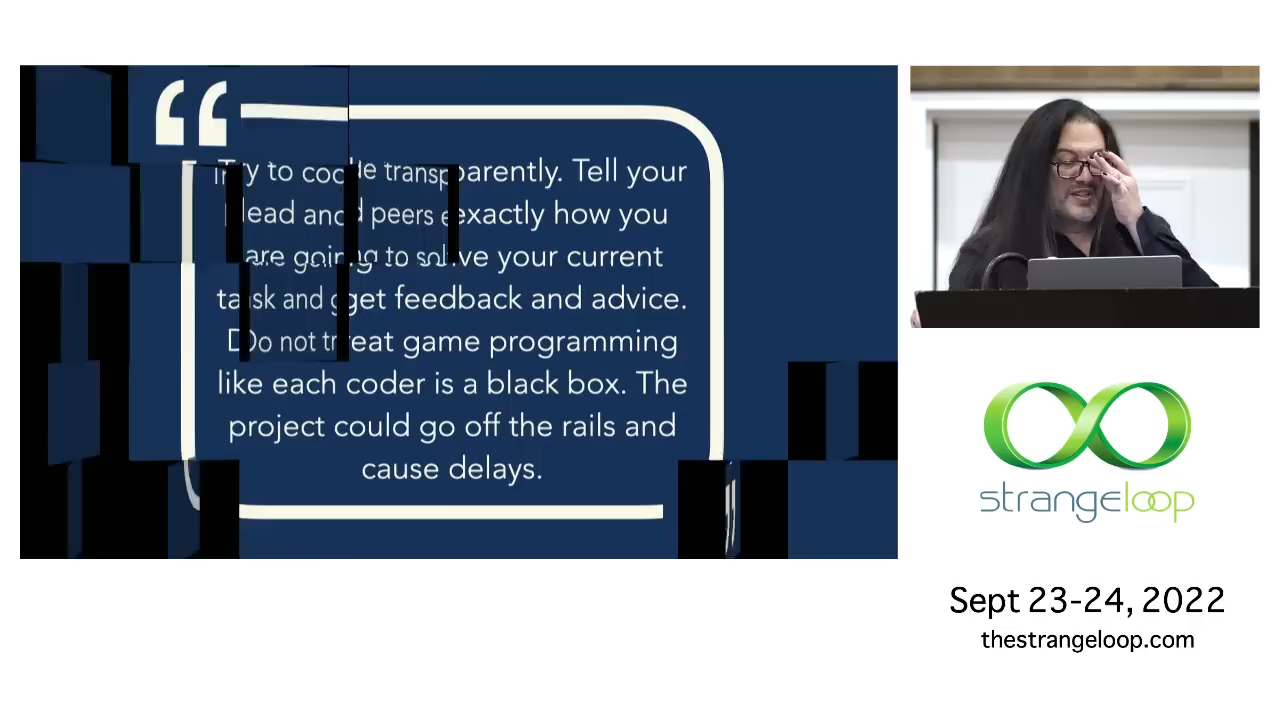 “
Try to code transparently. Tell your
lead and peers exactly how you
are going to solve your current
task and get feedback and advice.
Do not treat game programming
like each coder is a black box. The
project could go off the rails and
cause delays.
strangeloop
Sept 23-24, 2022
thestrangeloop.com